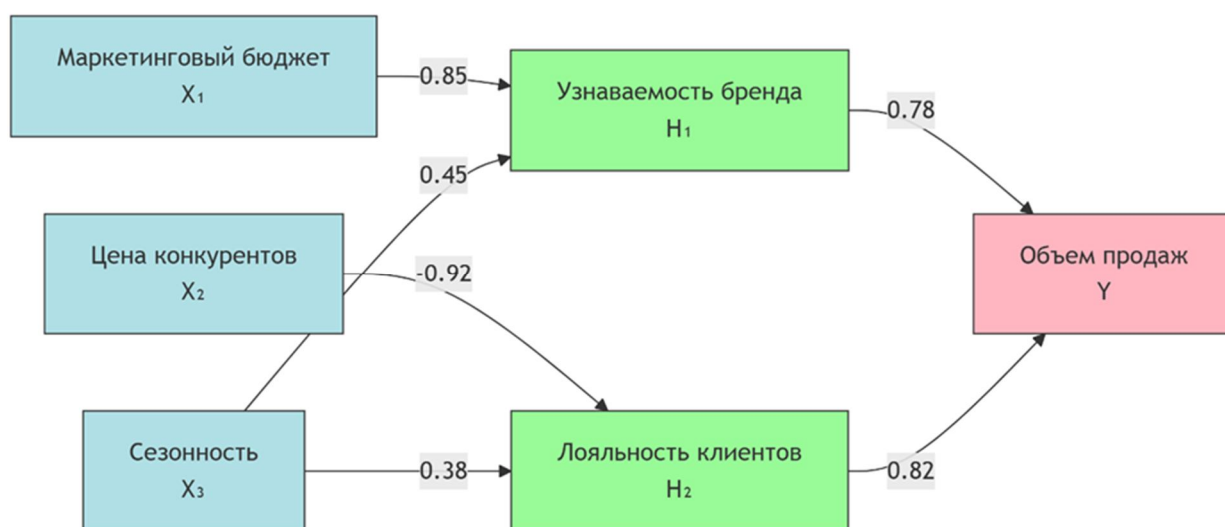 Маркетинговый бюджет
X₁
0.85
Узнаваемость бренда
H₁
0.78
0.45
Цена конкурентов
X₂
-0.92
Объем продаж
Y
Сезонность
X₃
0.38
Лояльность клиентов
H₂
0.82